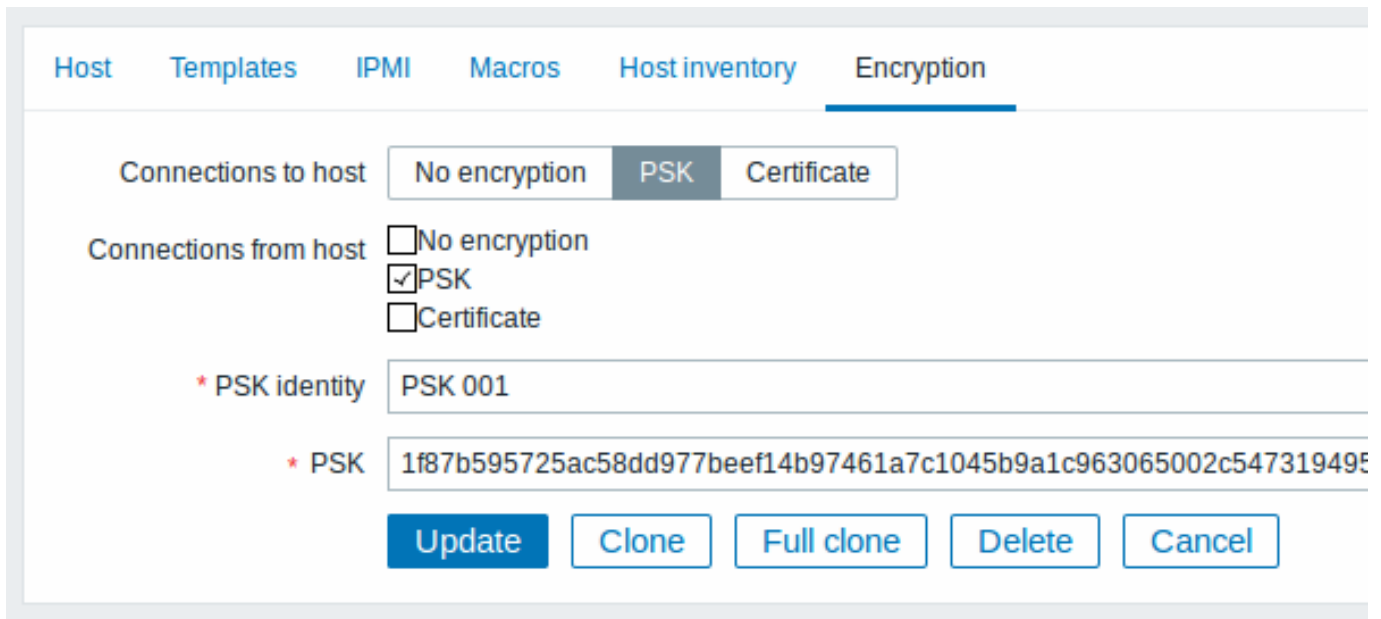 Host Templates IPMI Macros Host inventory Encryption
Connections to host No encryption PSK Certificate
Connections from host No encryption
PSK
Certificate
* PSK identity PSK 001
* PSK 1f87b595725ac58dd977beef14b97461a7c1045b9a1c963065002c547319495
Update Clone Full clone Delete Cancel